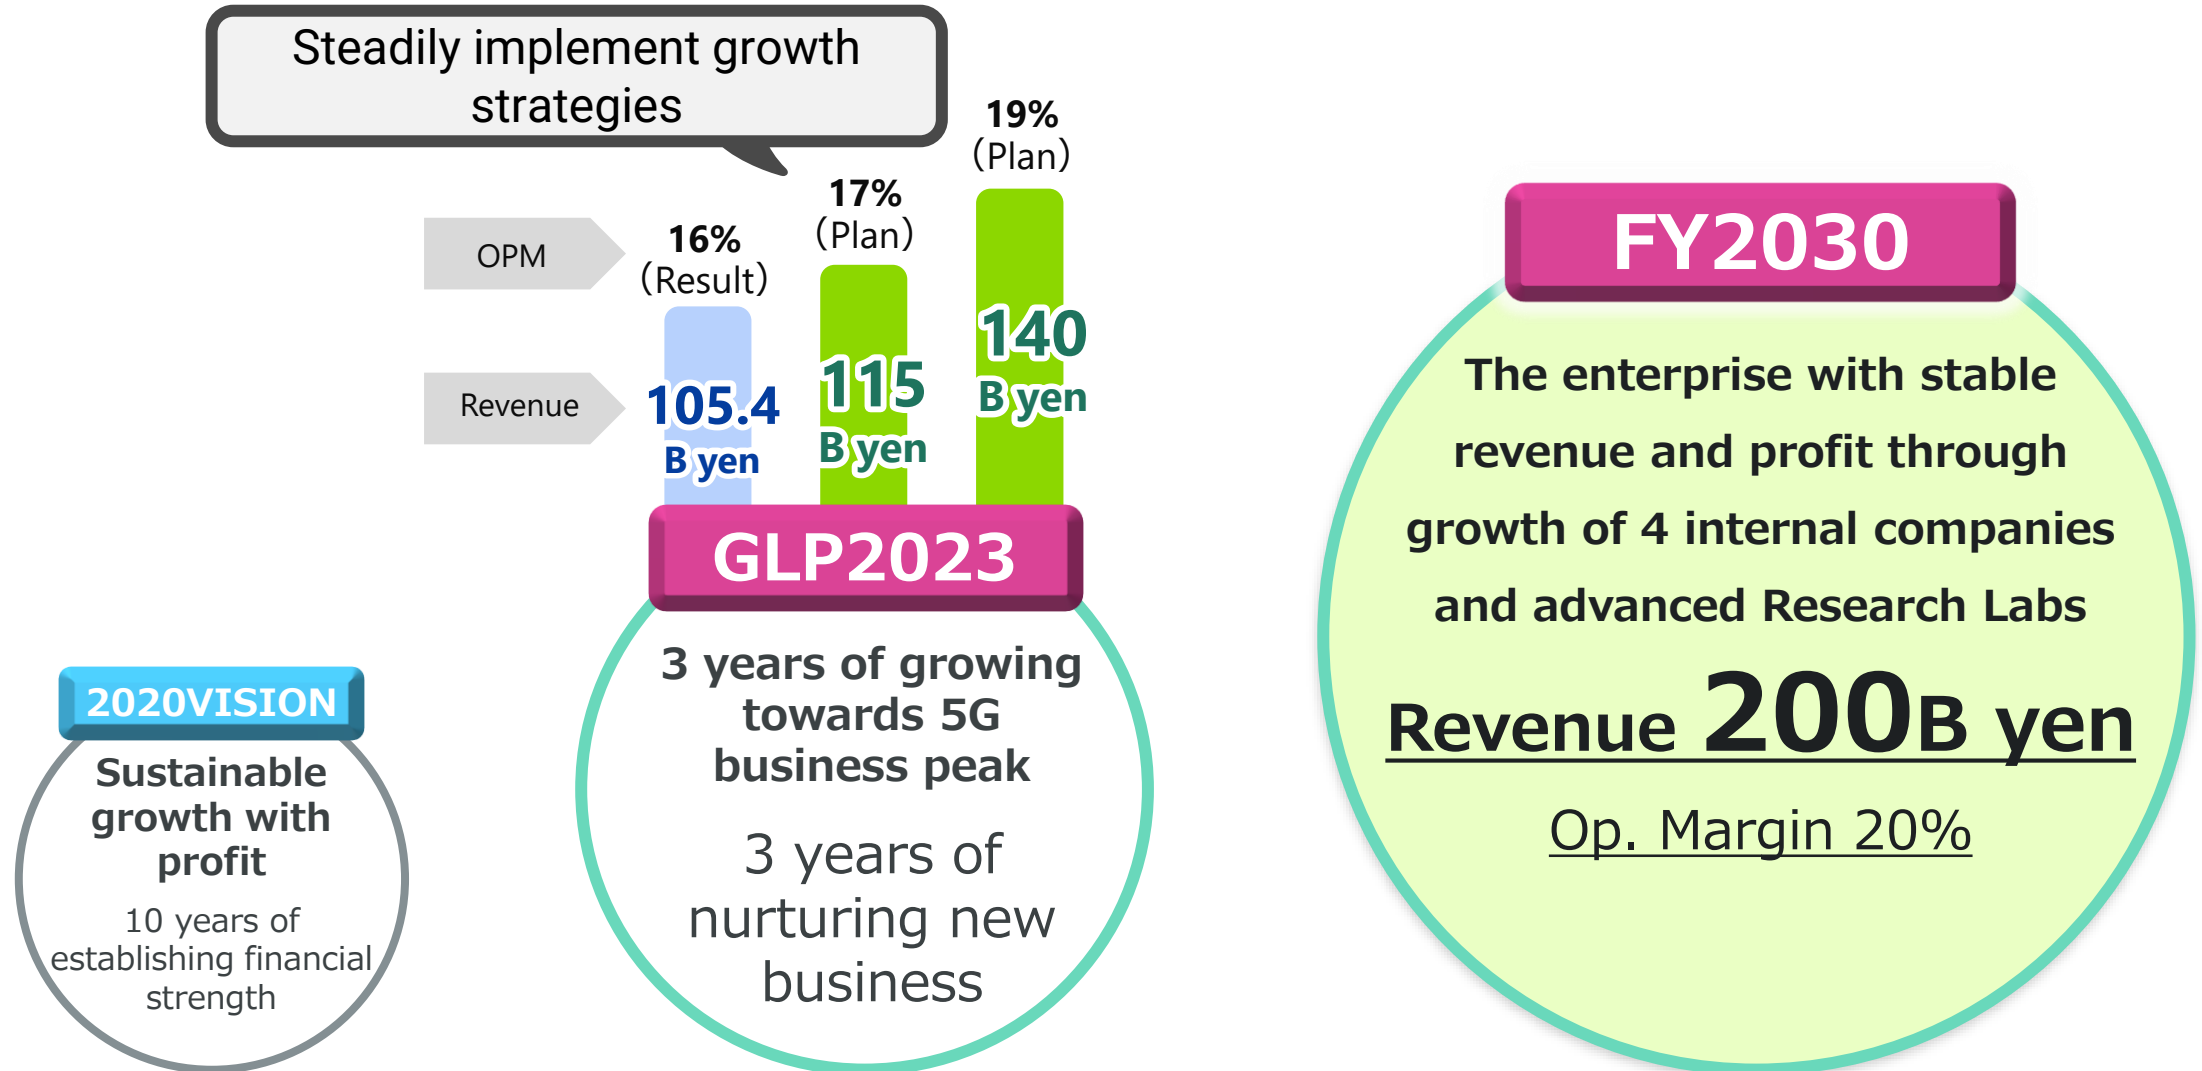 Steadily implement growth
strategies
OPM
Revenue
16%
(Result)
105.4
B yen
17%
(Plan)
115
B yen
19%
(Plan)
140
B yen
2020VISION
Sustainable
growth with
profit
10 years of
establishing financial
strength
GLP2023
3 years of growing
towards 5G
business peak
3 years of
nurturing new
business
FY2030
The enterprise with stable
revenue and profit through
growth of 4 internal companies
and advanced Research Labs
Revenue 200B yen
Op. Margin 20%